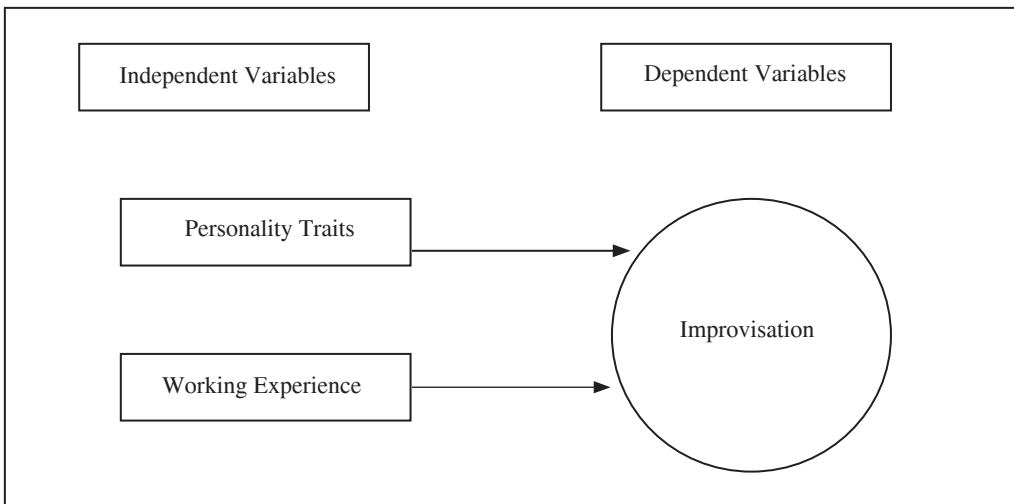 Independent Variables
Dependent Variables
Personality Traits
Improvisation
Working Experience